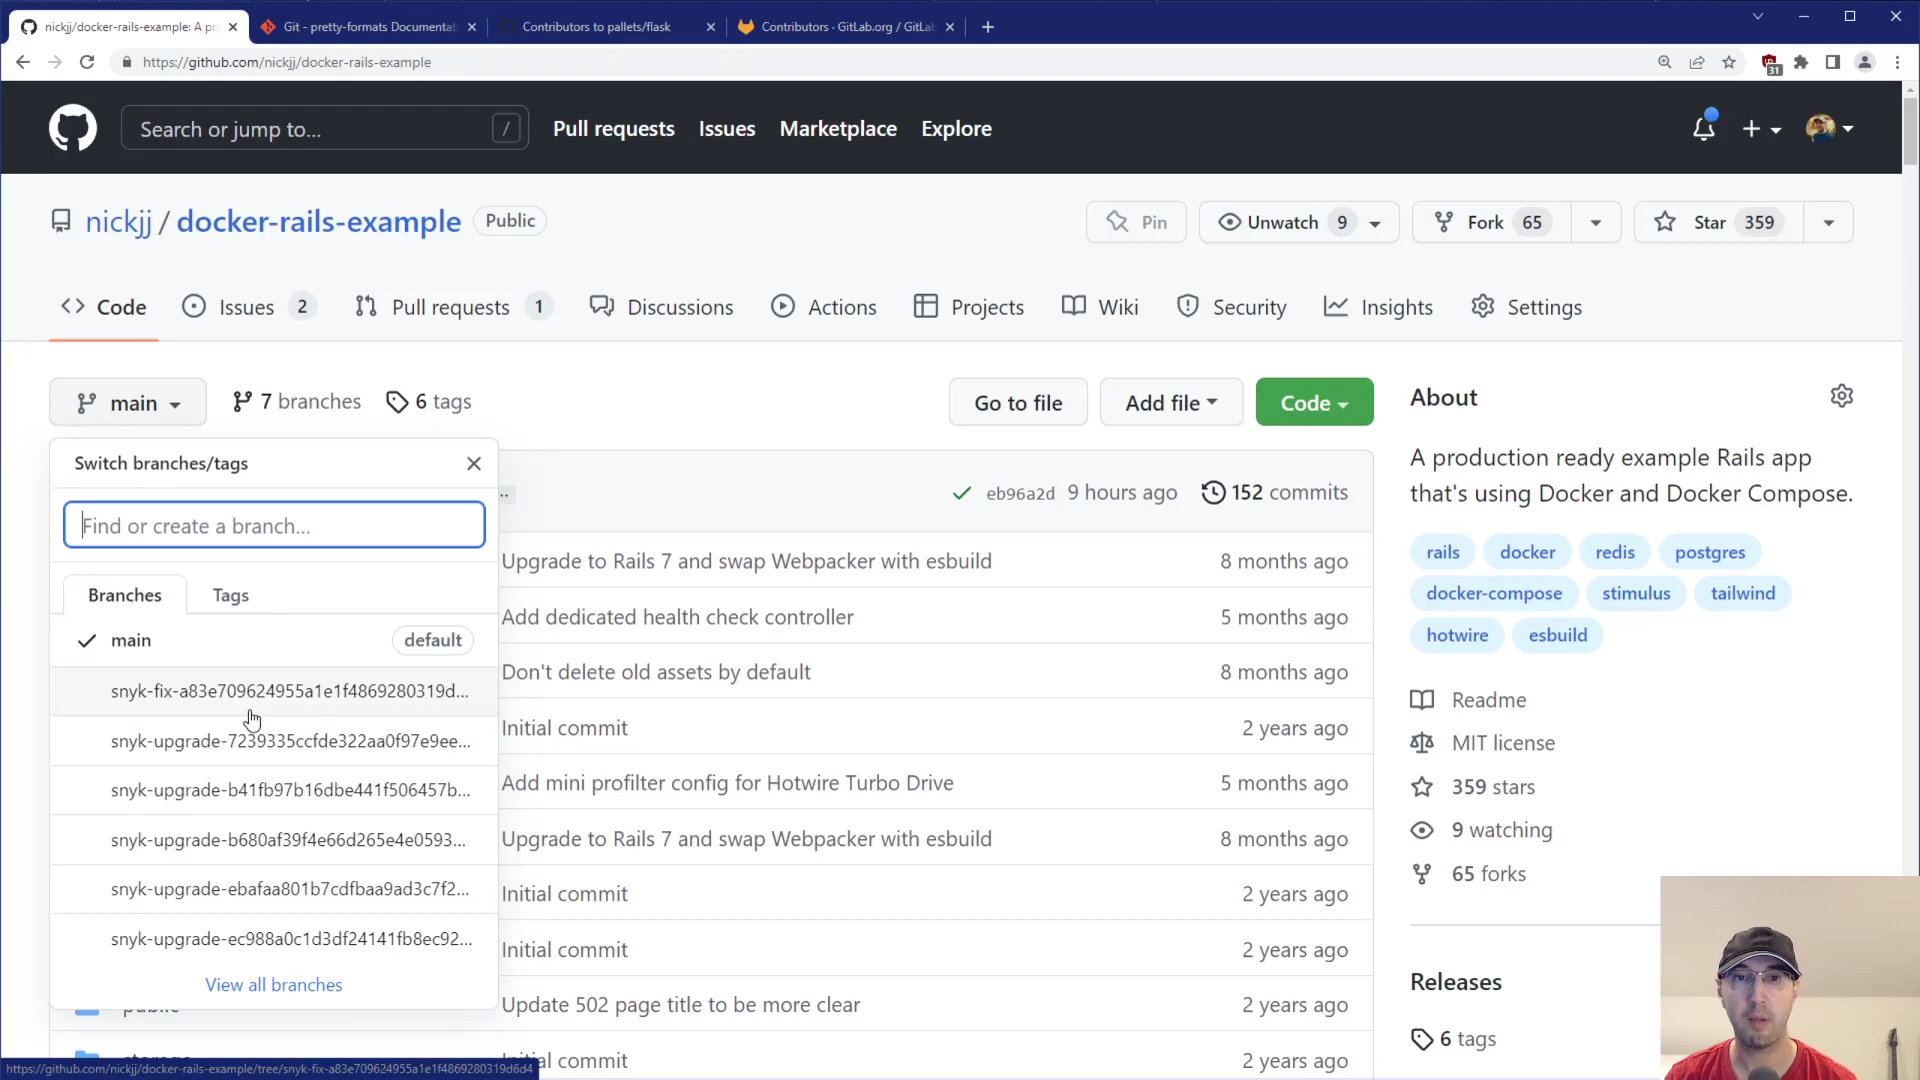 nickjj/docker-rails-example: A pr
Git - pretty-formats Documentat
Contributors to pallets/flask
Contributors · GitLab.org / GitLab
https://github.com/nickjj/docker-rails-example
31
Search or jump to...
/
Pull requests
Issues
Marketplace
Explore
nickjj / docker-rails-example
Public
Pin
Unwatch 9
Fork 65
Star 359
Code
Issues 2
Pull requests 1
Discussions
Actions
Projects
Wiki
Security
Insights
Settings
main
7 branches
6 tags
Go to file
Add file
Code
Switch branches/tags
Find or create a branch...
Branches
Tags
main
default
snyk-fix-a83e709624955a1e1f4869280319d...
snyk-upgrade-7239335ccfde322aa0f97e9ee...
snyk-upgrade-b41fb97b16dbe441f506457b...
snyk-upgrade-b680af39f4e66d265e4e0593...
snyk-upgrade-ebafaa801b7cdfbaa9ad3c7f2...
snyk-upgrade-ec988a0c1d3df24141fb8ec92...
View all branches
eb96a2d 9 hours ago
152 commits
Upgrade to Rails 7 and swap Webpacker with esbuild
8 months ago
Add dedicated health check controller
5 months ago
Don't delete old assets by default
8 months ago
Initial commit
2 years ago
Add mini profilter config for Hotwire Turbo Drive
5 months ago
Upgrade to Rails 7 and swap Webpacker with esbuild
8 months ago
Initial commit
2 years ago
Initial commit
2 years ago
public
Update 502 page title to be more clear
2 years ago
storage
Initial commit
2 years ago
About
A production ready example Rails app
that's using Docker and Docker Compose.
rails
docker
redis
postgres
docker-compose
stimulus
tailwind
hotwire
esbuild
Readme
MIT license
359 stars
9 watching
65 forks
Releases
6 tags
https://github.com/nickjj/docker-rails-example/tree/snyk-fix-a83e709624955a1e1f4869280319d6d4